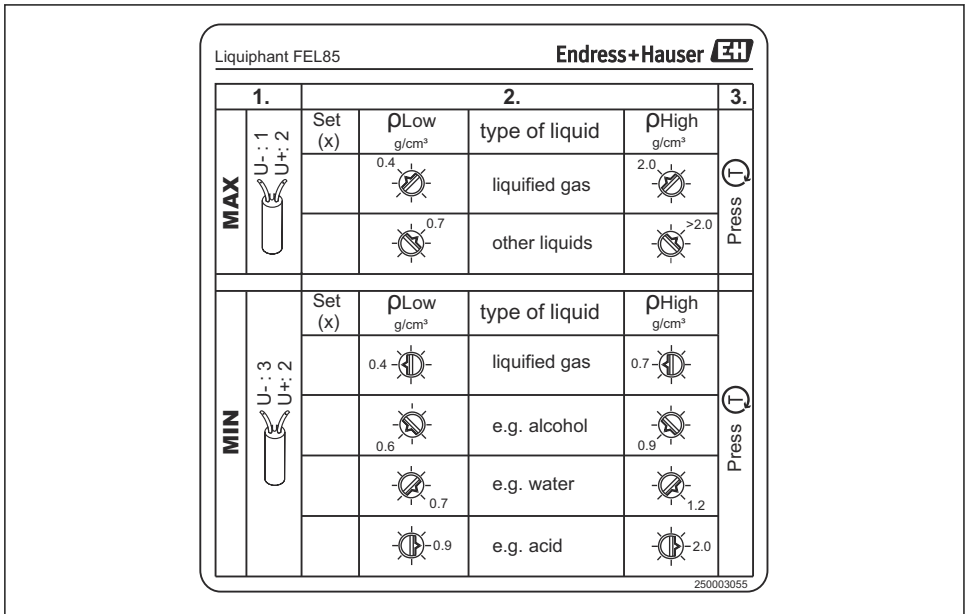 Liquiphant FEL85
Endress+Hauser EH
1. 2. 3.
MAX
U- : 1
U+: 2
Set (x) ρLow g/cm³ type of liquid ρHigh g/cm³
0.4 liquified gas 2.0
0.7 other liquids >2.0
Press T
MIN
U- : 3
U+: 2
Set (x) ρLow g/cm³ type of liquid ρHigh g/cm³
0.4 liquified gas 0.7
0.6 e.g. alcohol 0.9
0.7 e.g. water 1.2
0.9 e.g. acid 2.0
Press T
250003055